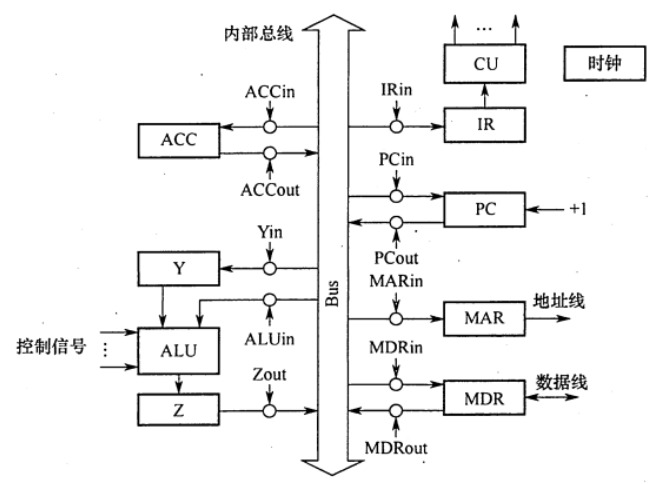 内部总线
…
CU
时钟
ACCin
IRin
ACC
IR
ACCout
PCin
PC
+1
Yin
PCout
Y
MARin
Bus
地址线
MAR
ALUin
控制信号
⋮
ALU
MDRin
Zout
数据线
MDR
Z
MDRout